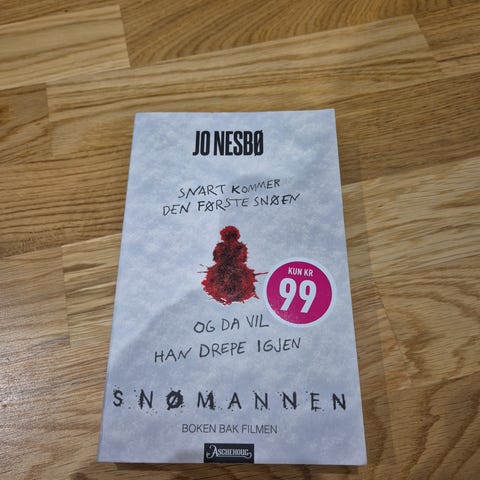 JO NESBØ
SNART KOMMER
DEN FØRSTE SNØEN
KUN KR
99
OG DA VIL
HAN DREPE IGJEN
SNØMANNEN
BOKEN BAK FILMEN
ASCHEHOUG